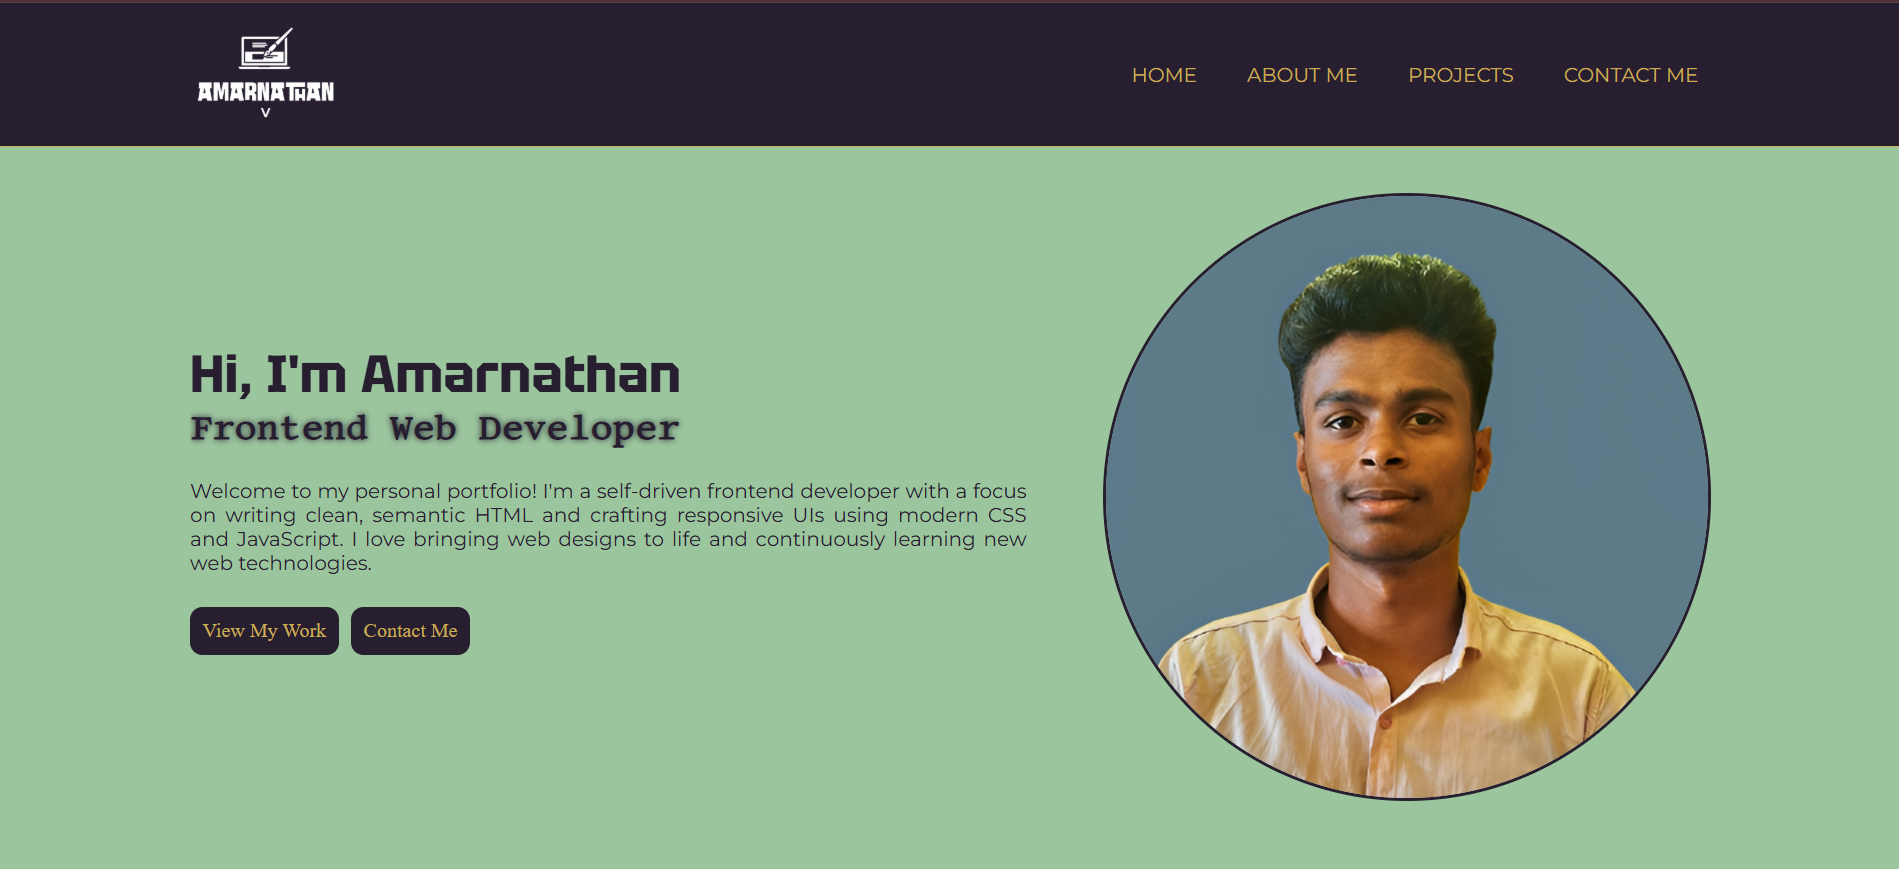 AMARNATHAN
V
HOME ABOUT ME PROJECTS CONTACT ME
Hi, I'm Amarnathan
Frontend Web Developer
Welcome to my personal portfolio! I'm a self-driven frontend developer with a focus
on writing clean, semantic HTML and crafting responsive UIs using modern CSS
and JavaScript. I love bringing web designs to life and continuously learning new
web technologies.
View My Work Contact Me